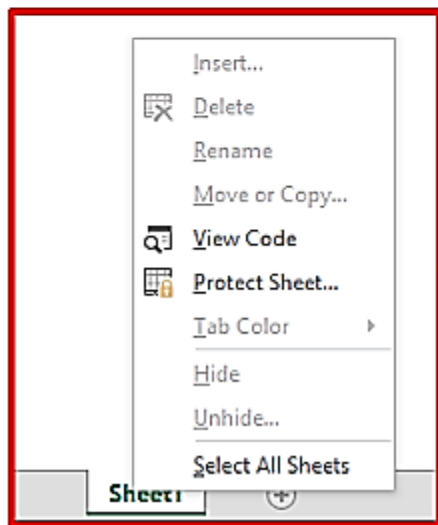 Insert...
Delete
Rename
Move or Copy...
View Code
Protect Sheet...
Tab Color
Hide
Unhide...
Select All Sheets
Sheet1